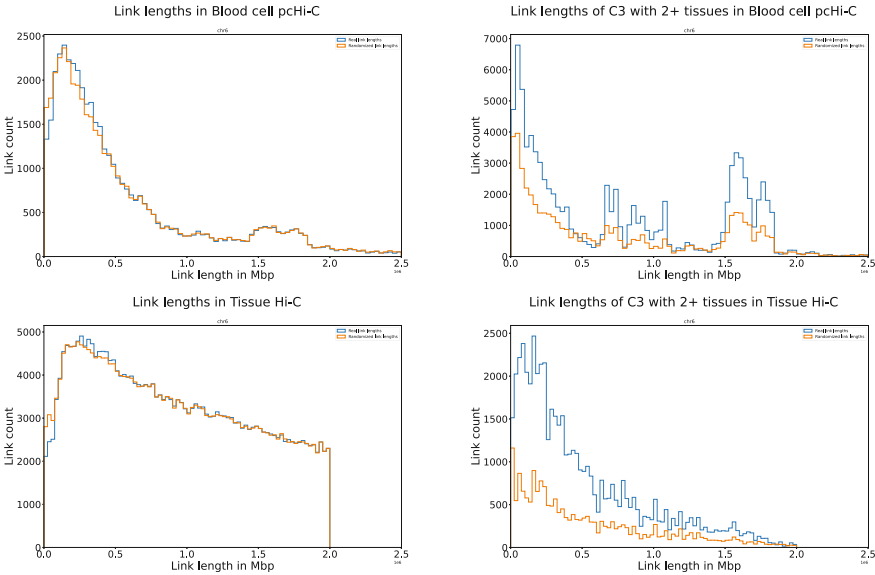 Link lengths in Blood cell pcHi-C
chr6
Real link lengths
Randomized link lengths
Link count
2500
2000
1500
1000
500
0
0.0 0.5 1.0 1.5 2.0 2.5
1e6
Link length in Mbp
Link lengths of C3 with 2+ tissues in Blood cell pcHi-C
chr6
Real link lengths
Randomized link lengths
Link count
7000
6000
5000
4000
3000
2000
1000
0
0.0 0.5 1.0 1.5 2.0 2.5
1e6
Link length in Mbp
Link lengths in Tissue Hi-C
chr6
Real link lengths
Randomized link lengths
Link count
5000
4000
3000
2000
1000
0
0.0 0.5 1.0 1.5 2.0 2.5
1e6
Link length in Mbp
Link lengths of C3 with 2+ tissues in Tissue Hi-C
chr6
Real link lengths
Randomized link lengths
Link count
2500
2000
1500
1000
500
0
0.0 0.5 1.0 1.5 2.0 2.5
1e6
Link length in Mbp